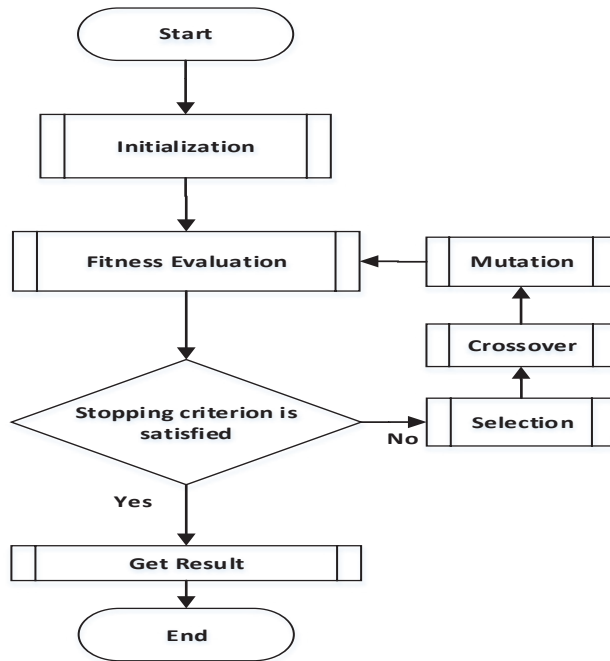 Start
Initialization
Fitness Evaluation
Mutation
Crossover
Stopping criterion is
satisfied
Selection
No
Yes
Get Result
End